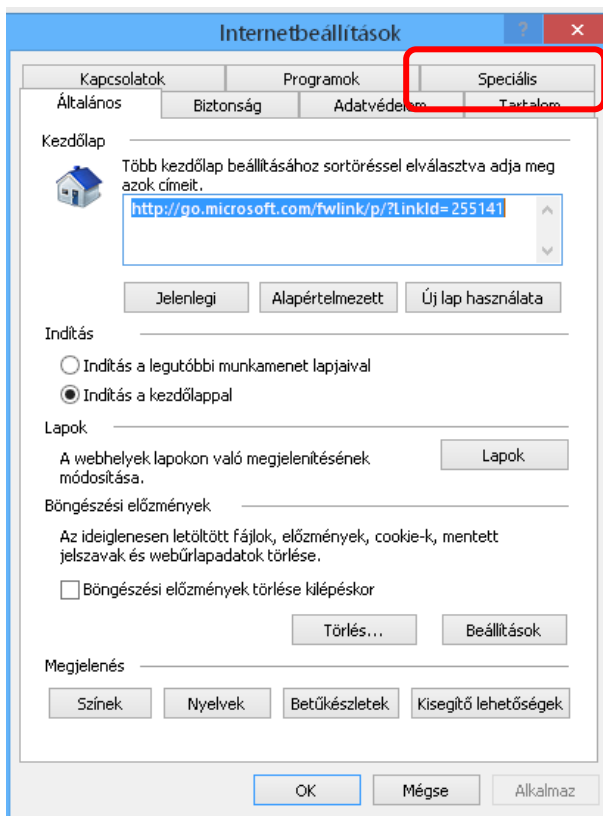 Internetbeállítások
?
Kapcsolatok
Programok
Speciális
Általános
Biztonság
Adatvédelem
Tartalom
Kezdőlap
Több kezdőlap beállításához sortöréssel elválasztva adja meg
azok címeit.
http://go.microsoft.com/fwlink/p/?LinkId=255141
Jelenlegi
Alapértelmezett
Új lap használata
Indítás
Indítás a legutóbbi munkamenet lapjaival
Indítás a kezdőlappal
Lapok
A webhelyek lapokon való megjelenítésének
módosítása.
Lapok
Böngészési előzmények
Az ideiglenesen letöltött fájlok, előzmények, cookie-k, mentett
jelszavak és webűrlapadatok törlése.
Böngészési előzmények törlése kilépéskor
Törlés...
Beállítások
Megjelenés
Színek
Nyelvek
Betűkészletek
Kisegítő lehetőségek
OK
Mégse
Alkalmaz